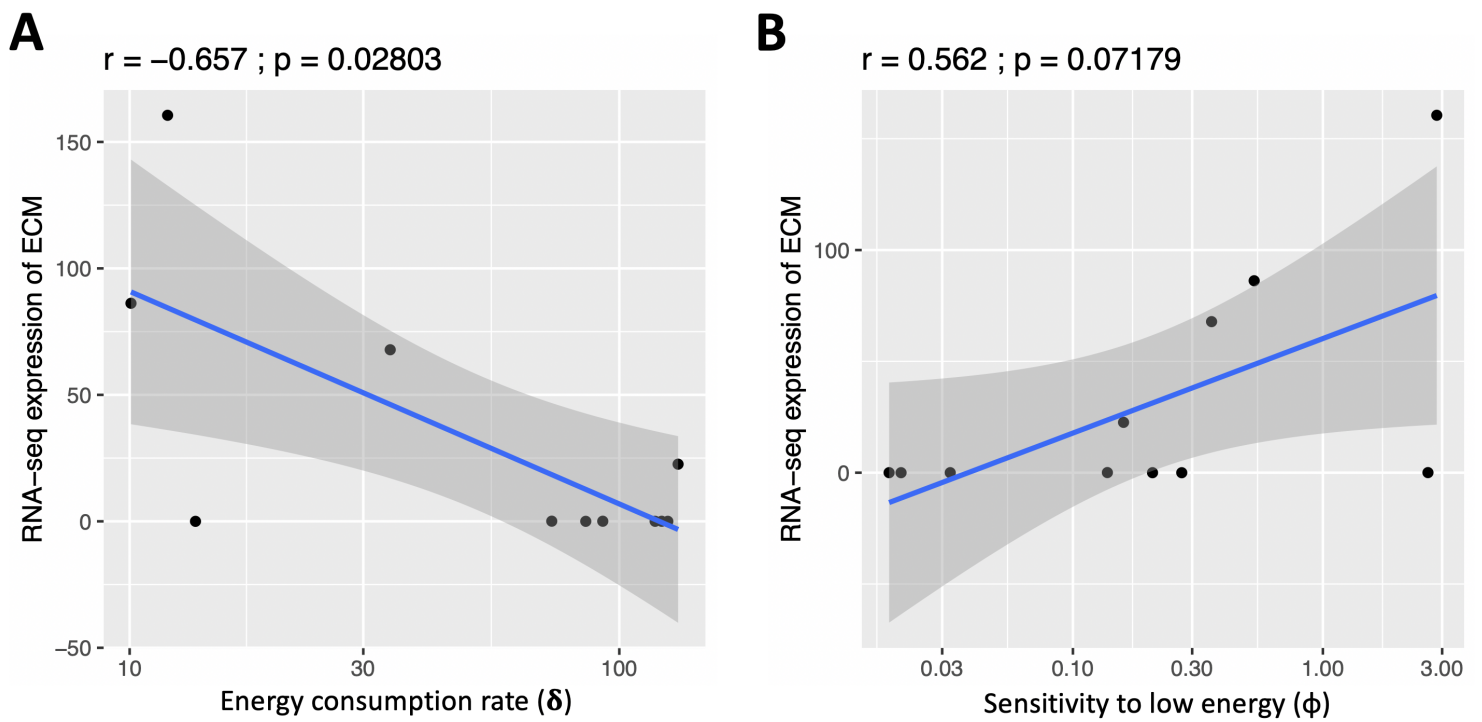 A
r = −0.657 ; p = 0.02803
RNA−seq expression of ECM
150
100
50
0
−50
10
30
100
Energy consumption rate (δ)
B
r = 0.562 ; p = 0.07179
RNA−seq expression of ECM
100
0
0.03
0.10
0.30
1.00
3.00
Sensitivity to low energy (ϕ)